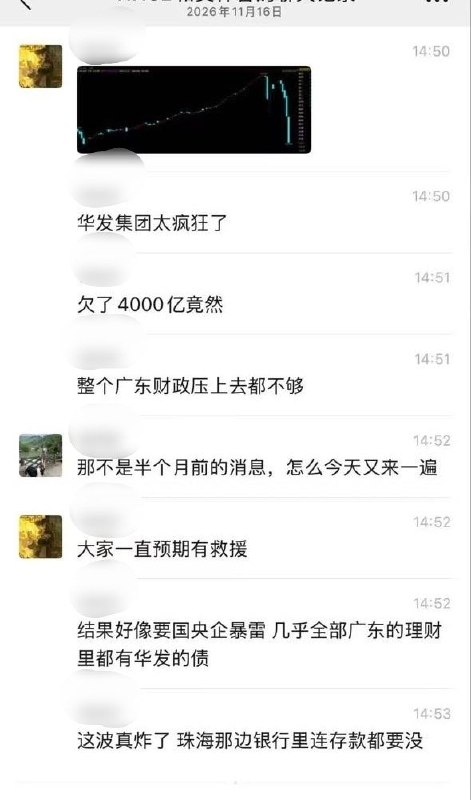 2026年11月16日
14:50
14:50
华发集团太疯狂了
14:51
欠了4000亿竟然
14:51
整个广东财政压上去都不够
14:52
那不是半个月前的消息，怎么今天又来一遍
14:52
大家一直预期有救援
14:52
结果好像要国央企暴雷 几乎全部广东的理财
里都有华发的债
14:53
这波真炸了 珠海那边银行里连存款都要没